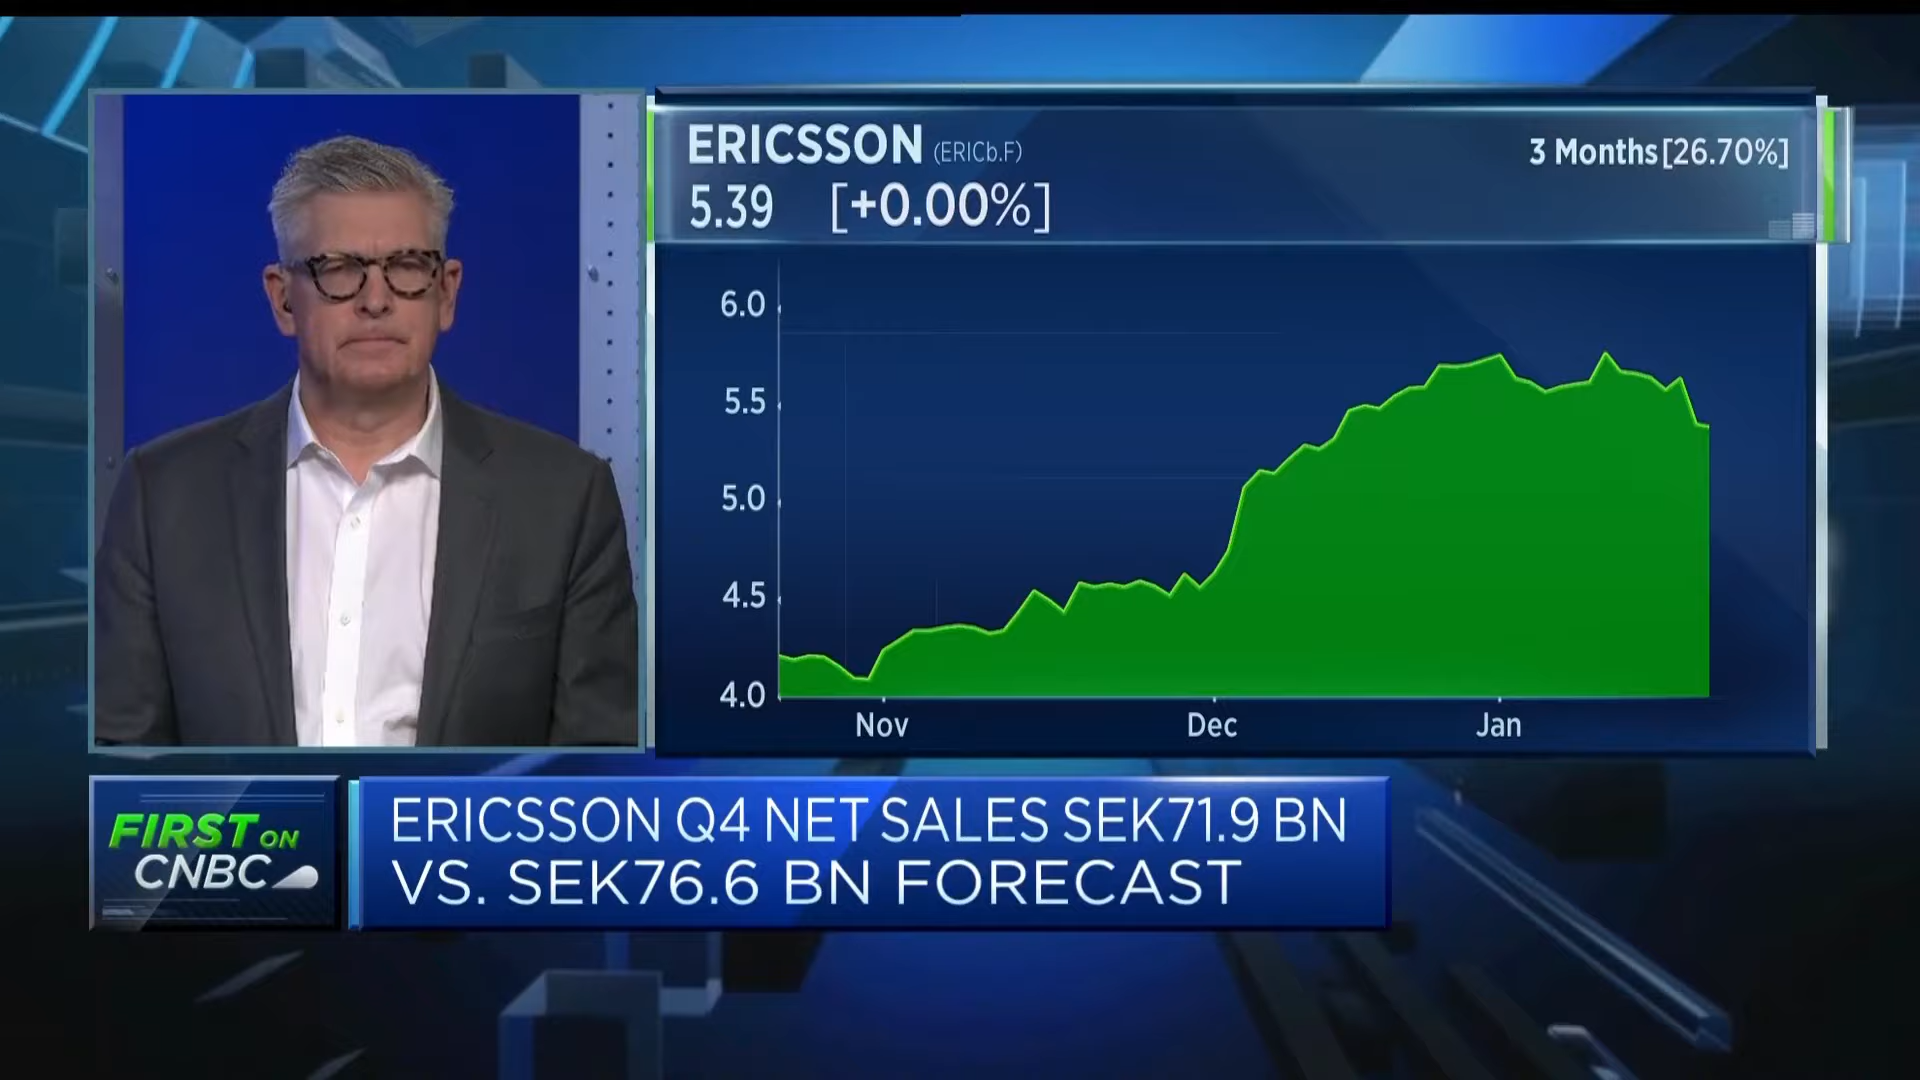 ERICSSON (ERICb.F)
5.39 [+0.00%]
3 Months[26.70%]
6.0
5.5
5.0
4.5
4.0
Nov Dec Jan
FIRST ON
CNBC
ERICSSON Q4 NET SALES SEK71.9 BN
VS. SEK76.6 BN FORECAST